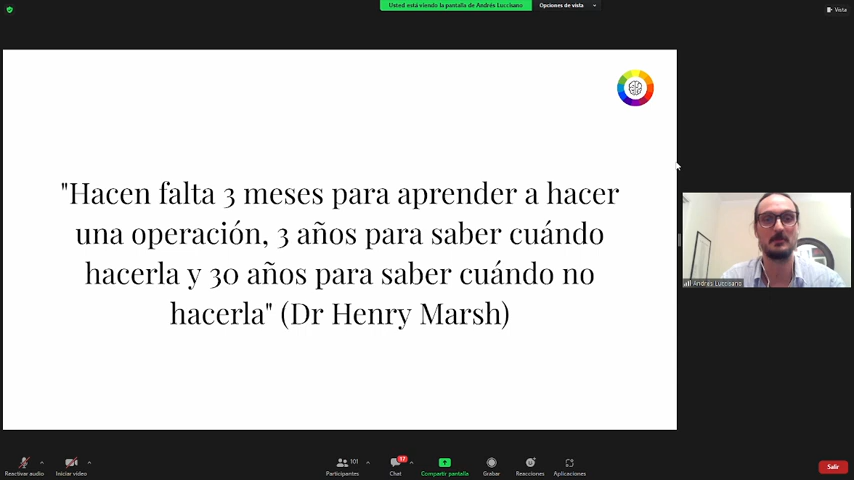 Usted está viendo la pantalla de Andrés Luccisano
Opciones de vista
Vista
"Hacen falta 3 meses para aprender a hacer
una operación, 3 años para saber cuándo
hacerla y 30 años para saber cuándo no
hacerla" (Dr Henry Marsh)
Andrés Luccisano
Reactivar audio
Iniciar video
Participantes
101
Chat
17
Compartir pantalla
Grabar
Reacciones
Aplicaciones
Salir